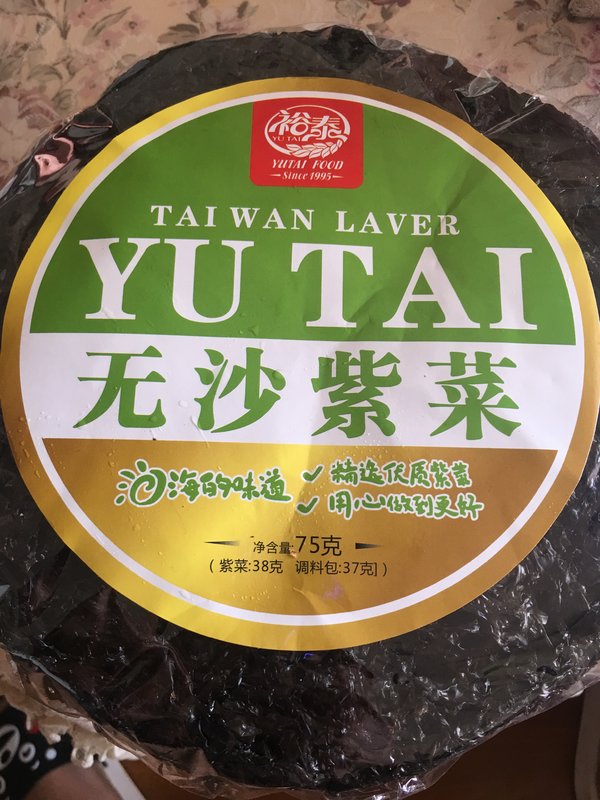 裕泰
YU TAI
YUTAI FOOD
Since 1995
TAI WAN LAVER
YU TAI
无沙紫菜
海的味道
✓ 精选优质紫菜
✓ 用心做到更好
净含量:75克
(紫菜:38克 调料包:37克])